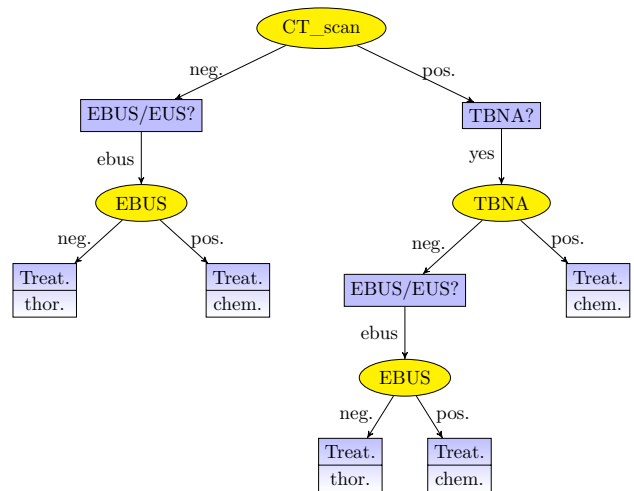 CT_scan
neg.
pos.
EBUS/EUS?
TBNA?
ebus
yes
EBUS
TBNA
neg.
pos.
neg.
pos.
Treat.
thor.
Treat.
chem.
EBUS/EUS?
Treat.
chem.
ebus
EBUS
neg.
pos.
Treat.
thor.
Treat.
chem.